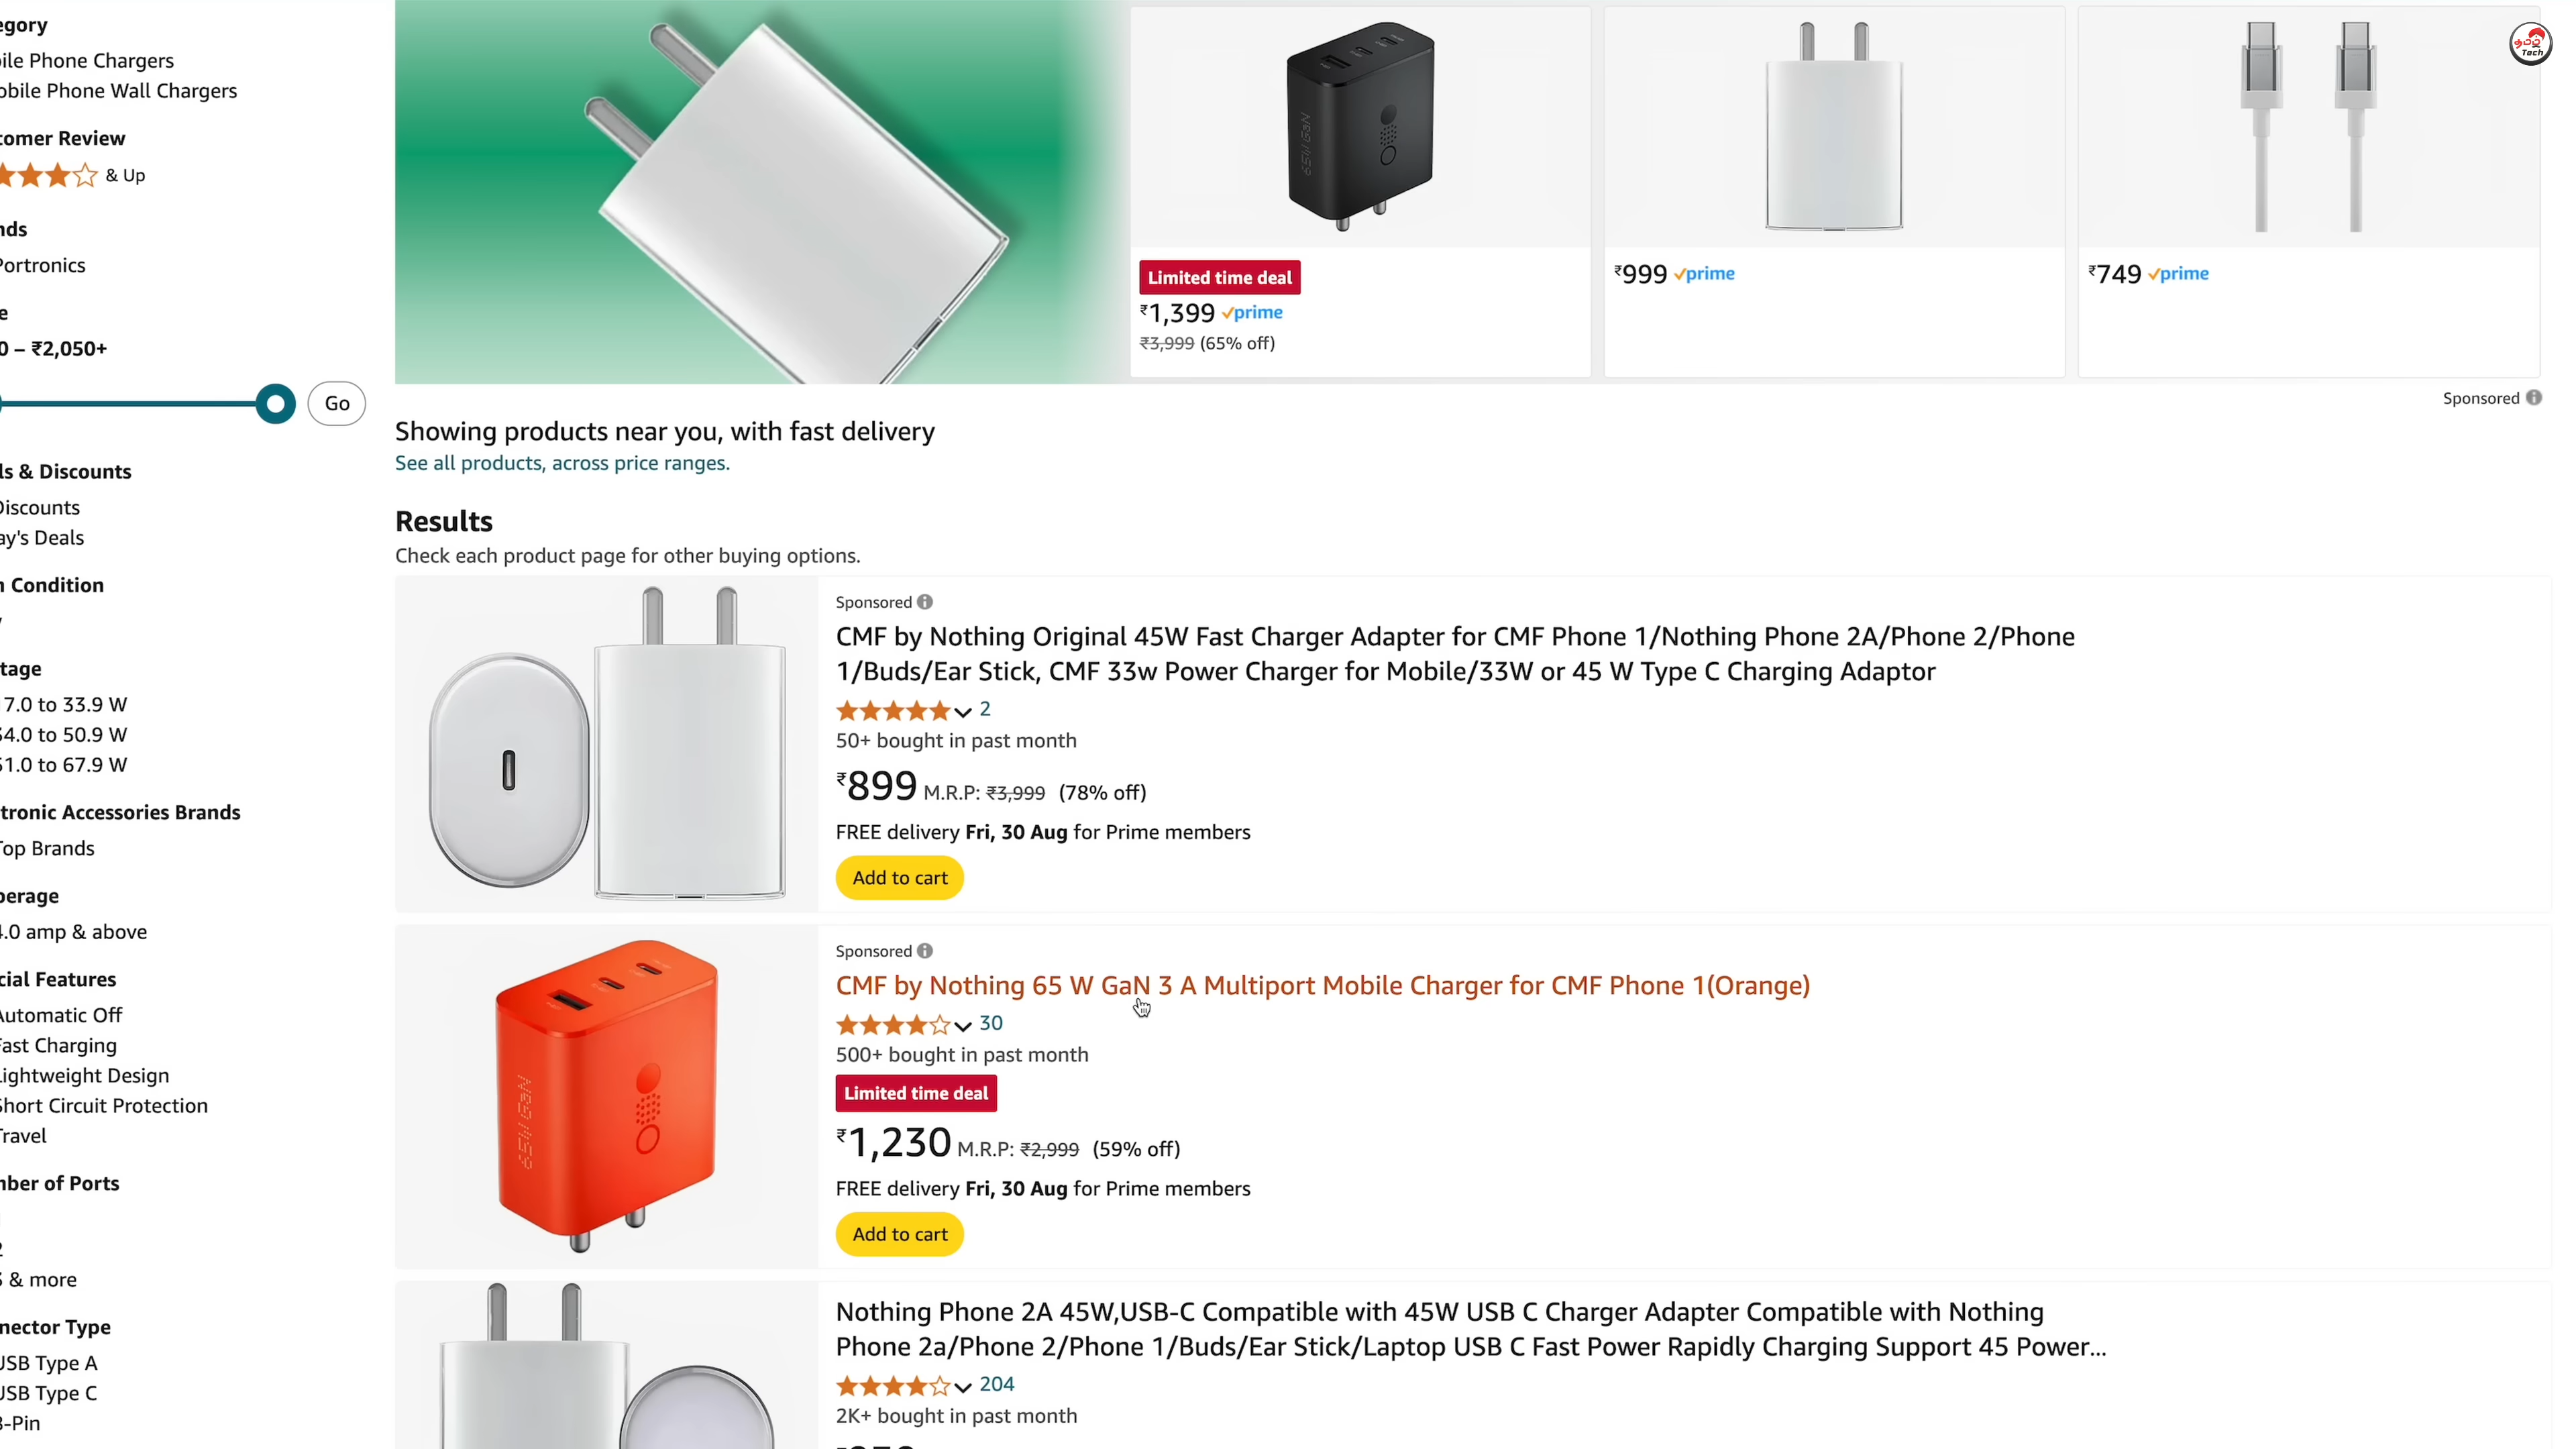 egory
ile Phone Chargers
obile Phone Wall Chargers
tomer Review
& Up
nds
Portronics
e
0 – ₹2,050+
Go
ls & Discounts
Discounts
ay's Deals
n Condition
tage
7.0 to 33.9 W
4.0 to 50.9 W
1.0 to 67.9 W
tronic Accessories Brands
Top Brands
perage
.0 amp & above
cial Features
Automatic Off
Fast Charging
Lightweight Design
Short Circuit Protection
Travel
ber of Ports
2
& more
nector Type
USB Type A
USB Type C
3-Pin
65W GaN
Limited time deal
₹1,399 prime
₹3,999 (65% off)
₹999 prime
₹749 prime
தமிழ்
Tech
Sponsored
Showing products near you, with fast delivery
See all products, across price ranges.
Results
Check each product page for other buying options.
Sponsored
CMF by Nothing Original 45W Fast Charger Adapter for CMF Phone 1/Nothing Phone 2A/Phone 2/Phone
1/Buds/Ear Stick, CMF 33w Power Charger for Mobile/33W or 45 W Type C Charging Adaptor
2
50+ bought in past month
₹899 M.R.P: ₹3,999 (78% off)
FREE delivery Fri, 30 Aug for Prime members
Add to cart
65W GaN
Sponsored
CMF by Nothing 65 W GaN 3 A Multiport Mobile Charger for CMF Phone 1(Orange)
30
500+ bought in past month
Limited time deal
₹1,230 M.R.P: ₹2,999 (59% off)
FREE delivery Fri, 30 Aug for Prime members
Add to cart
Nothing Phone 2A 45W,USB-C Compatible with 45W USB C Charger Adapter Compatible with Nothing
Phone 2a/Phone 2/Phone 1/Buds/Ear Stick/Laptop USB C Fast Power Rapidly Charging Support 45 Power...
204
2K+ bought in past month